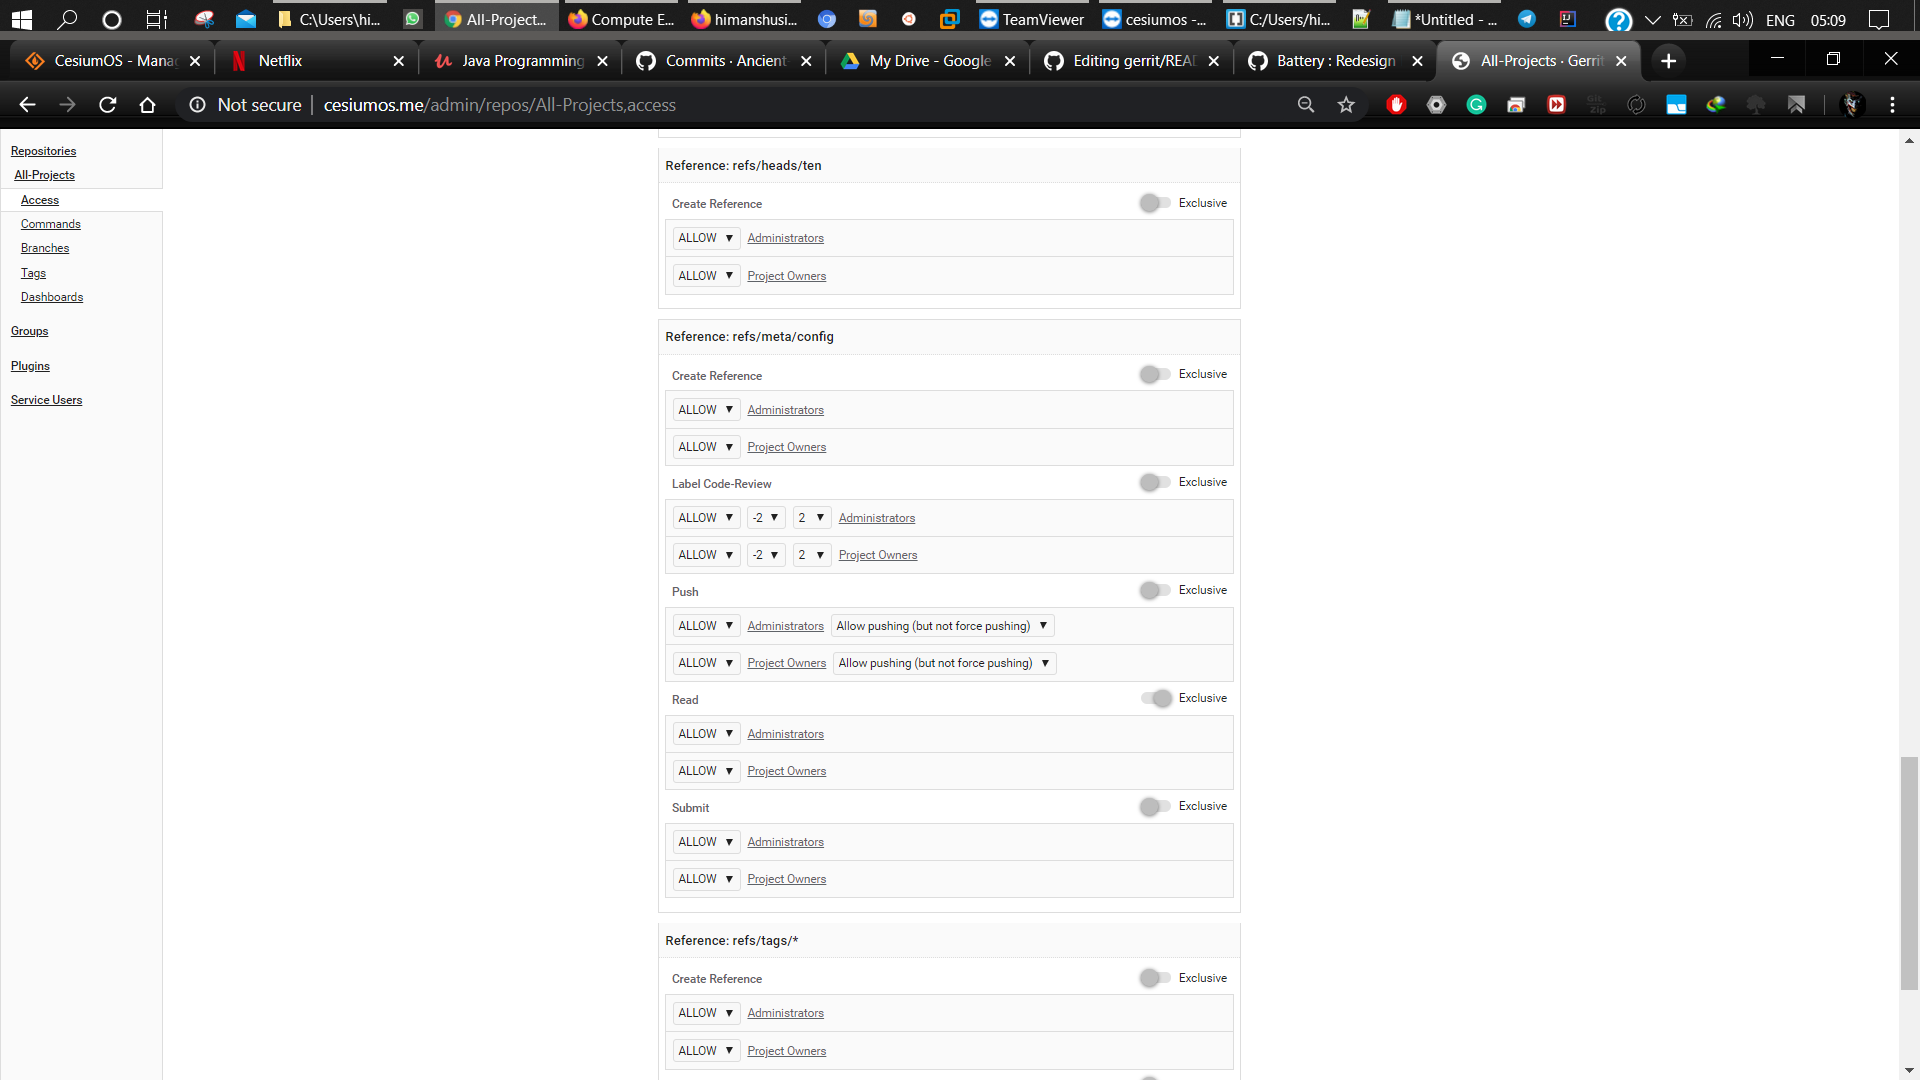 C:\Users\hi...
All-Project...
Compute E...
himanshusi...
TeamViewer
cesiumos -...
C:/Users/hi...
*Untitled - ...
ENG
05:09
CesiumOS - Mana
Netflix
Java Programming
Commits · Ancient
My Drive - Google
Editing gerrit/REA
Battery : Redesign
All-Projects · Gerrit
Not secure
cesiumos.me/admin/repos/All-Projects,access
Repositories
All-Projects
Access
Commands
Branches
Tags
Dashboards
Groups
Plugins
Service Users
Reference: refs/heads/ten
Create Reference Exclusive
ALLOW Administrators
ALLOW Project Owners
Reference: refs/meta/config
Create Reference Exclusive
ALLOW Administrators
ALLOW Project Owners
Label Code-Review Exclusive
ALLOW -2 2 Administrators
ALLOW -2 2 Project Owners
Push Exclusive
ALLOW Administrators Allow pushing (but not force pushing)
ALLOW Project Owners Allow pushing (but not force pushing)
Read Exclusive
ALLOW Administrators
ALLOW Project Owners
Submit Exclusive
ALLOW Administrators
ALLOW Project Owners
Reference: refs/tags/*
Create Reference Exclusive
ALLOW Administrators
ALLOW Project Owners